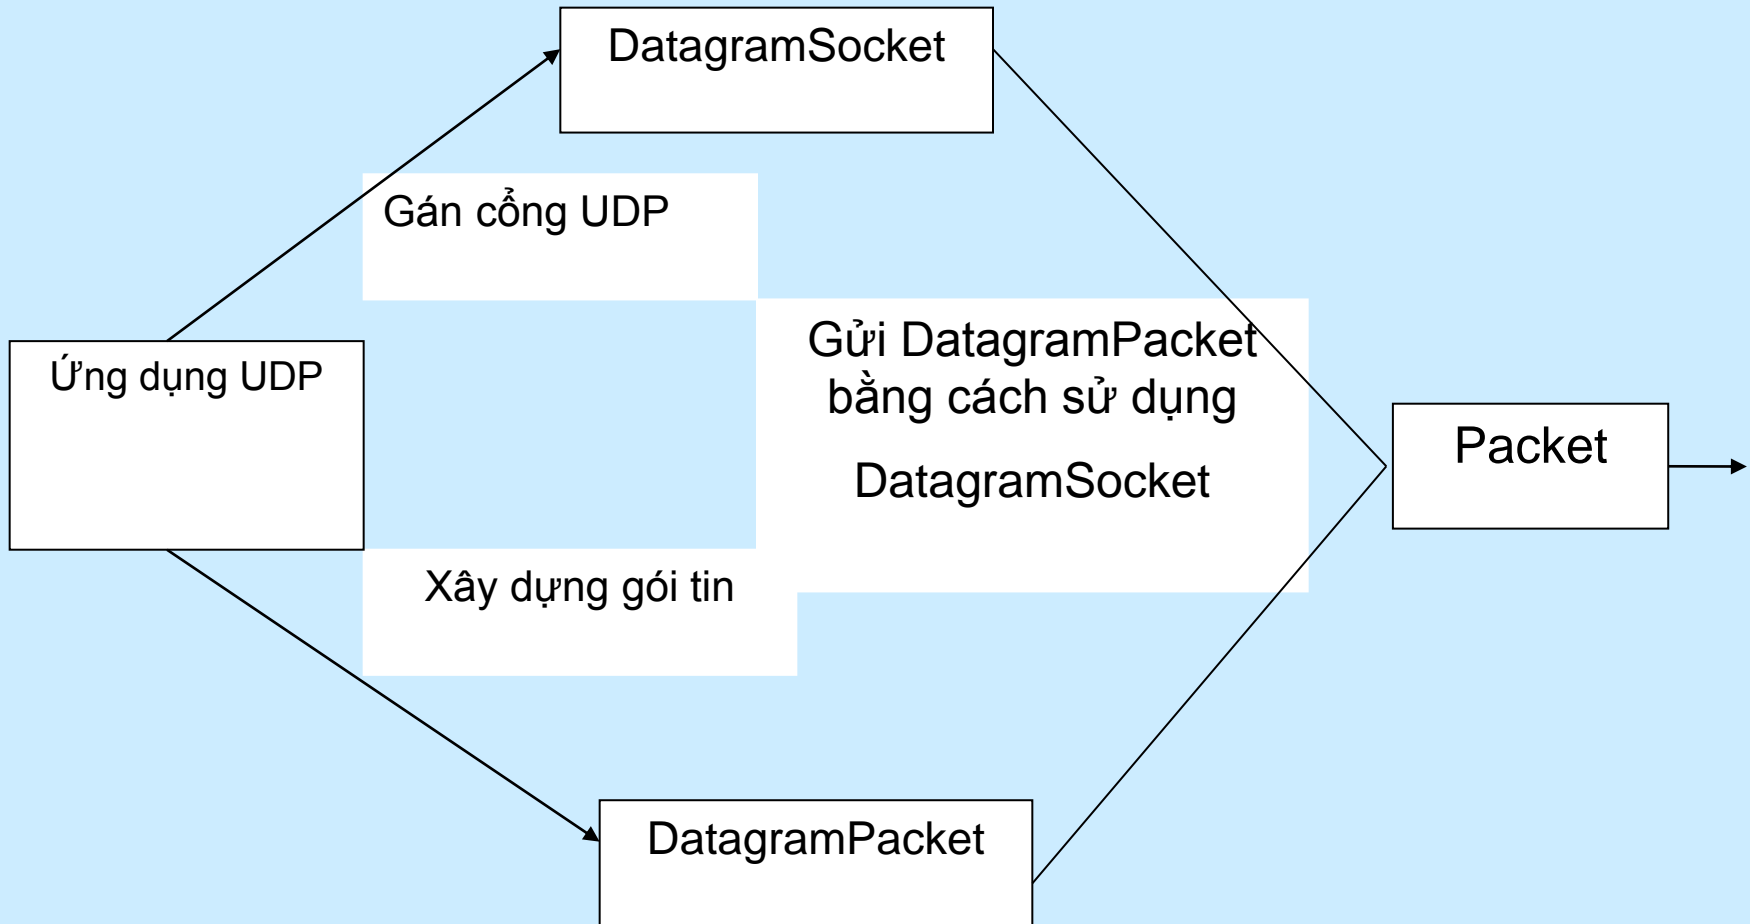 DatagramSocket
Gán cổng UDP
Ứng dụng UDP
Gửi DatagramPacket
bằng cách sử dụng
DatagramSocket
Packet
Xây dựng gói tin
DatagramPacket